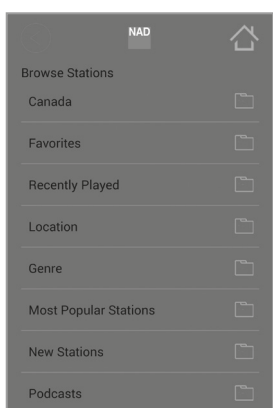 NAD
Browse Stations
Canada
Favorites
Recently Played
Location
Genre
Most Popular Stations
New Stations
Podcasts